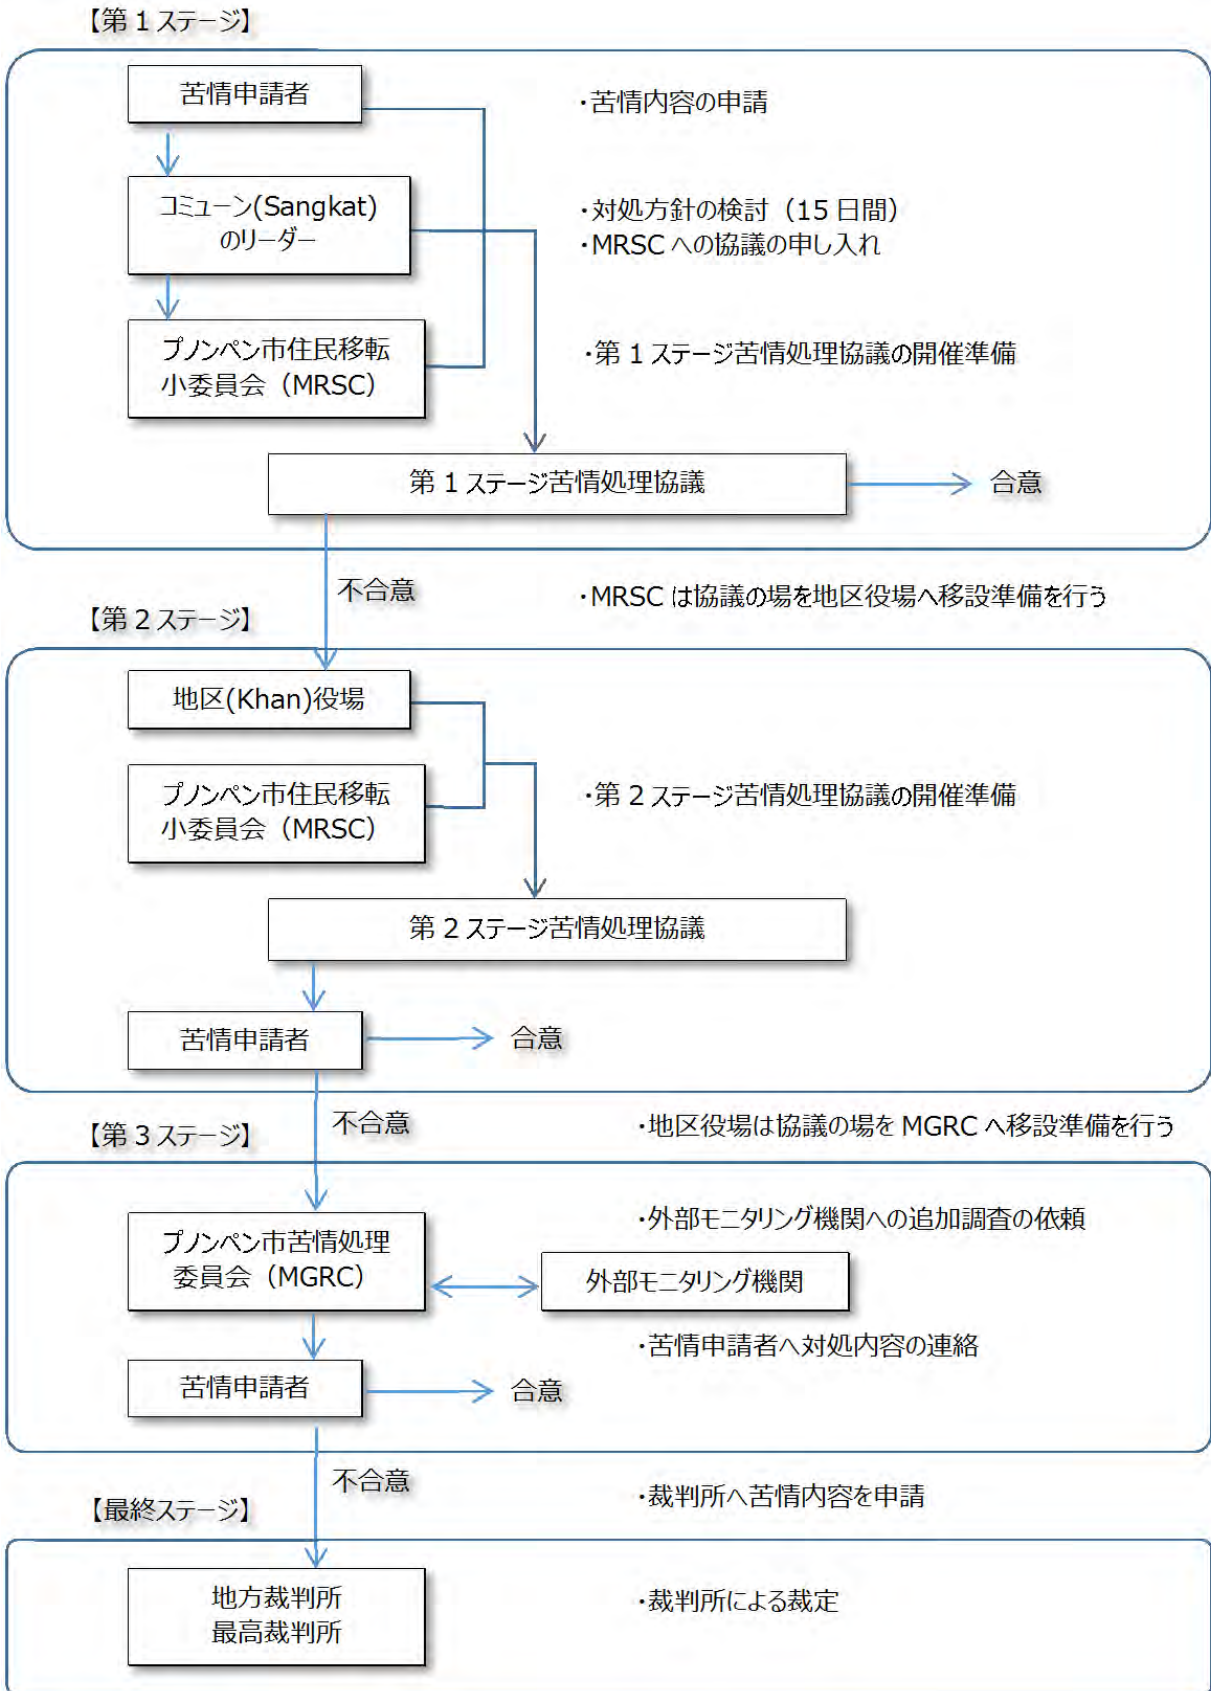 【第1ステージ】
苦情申請者
・苦情内容の申請
コミューン(Sangkat)
のリーダー
・対処方針の検討（15日間）
・MRSCへの協議の申し入れ
プノンペン市住民移転
小委員会（MRSC）
・第1ステージ苦情処理協議の開催準備
第1ステージ苦情処理協議
合意
不合意
・MRSCは協議の場を地区役場へ移設準備を行う
【第2ステージ】
地区(Khan)役場
プノンペン市住民移転
小委員会（MRSC）
・第2ステージ苦情処理協議の開催準備
第2ステージ苦情処理協議
苦情申請者
合意
不合意
・地区役場は協議の場をMGRCへ移設準備を行う
【第3ステージ】
・外部モニタリング機関への追加調査の依頼
プノンペン市苦情処理
委員会（MGRC）
外部モニタリング機関
・苦情申請者へ対処内容の連絡
苦情申請者
合意
不合意
・裁判所へ苦情内容を申請
【最終ステージ】
地方裁判所
最高裁判所
・裁判所による裁定